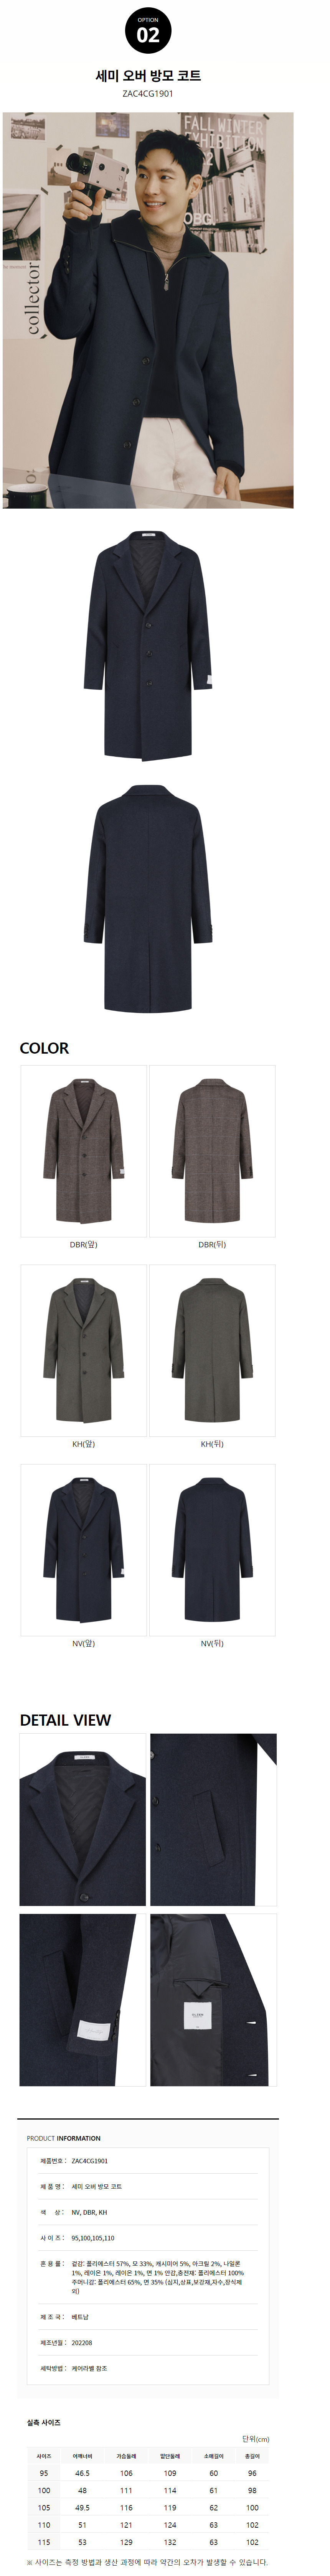 OPTION
02
세미 오버 방모 코트
ZAC4CG1901
FALL WINTER
EXHIBITION
OBG.
collector
COLOR
DBR(앞)
DBR(뒤)
KH(앞)
KH(뒤)
NV(앞)
NV(뒤)
DETAIL VIEW
PRODUCT INFORMATION
제품번호 : ZAC4CG1901
제 품 명 : 세미 오버 방모 코트
색 상 : NV, DBR, KH
사 이 즈 : 95,100,105,110
혼 용 률 : 겉감: 폴리에스터 57%, 모 33%, 캐시미어 5%, 아크릴 2%, 나일론
1%, 레이온 1%, 레이온 1%, 면 1% 안감,충전재: 폴리에스터 100%
주머니감: 폴리에스터 65%, 면 35% (심지,상표,보강재,자수,장식제
외)
제 조 국 : 베트남
제조년월 : 202208
세탁방법 : 케어라벨 참조
실측 사이즈
단위(cm)
사이즈 어깨너비 가슴둘레 밑단둘레 소매길이 총길이
95 46.5 106 109 60 96
100 48 111 114 61 98
105 49.5 116 119 62 100
110 51 121 124 63 102
115 53 129 132 63 102
※ 사이즈는 측정 방법과 생산 과정에 따라 약간의 오차가 발생할 수 있습니다.